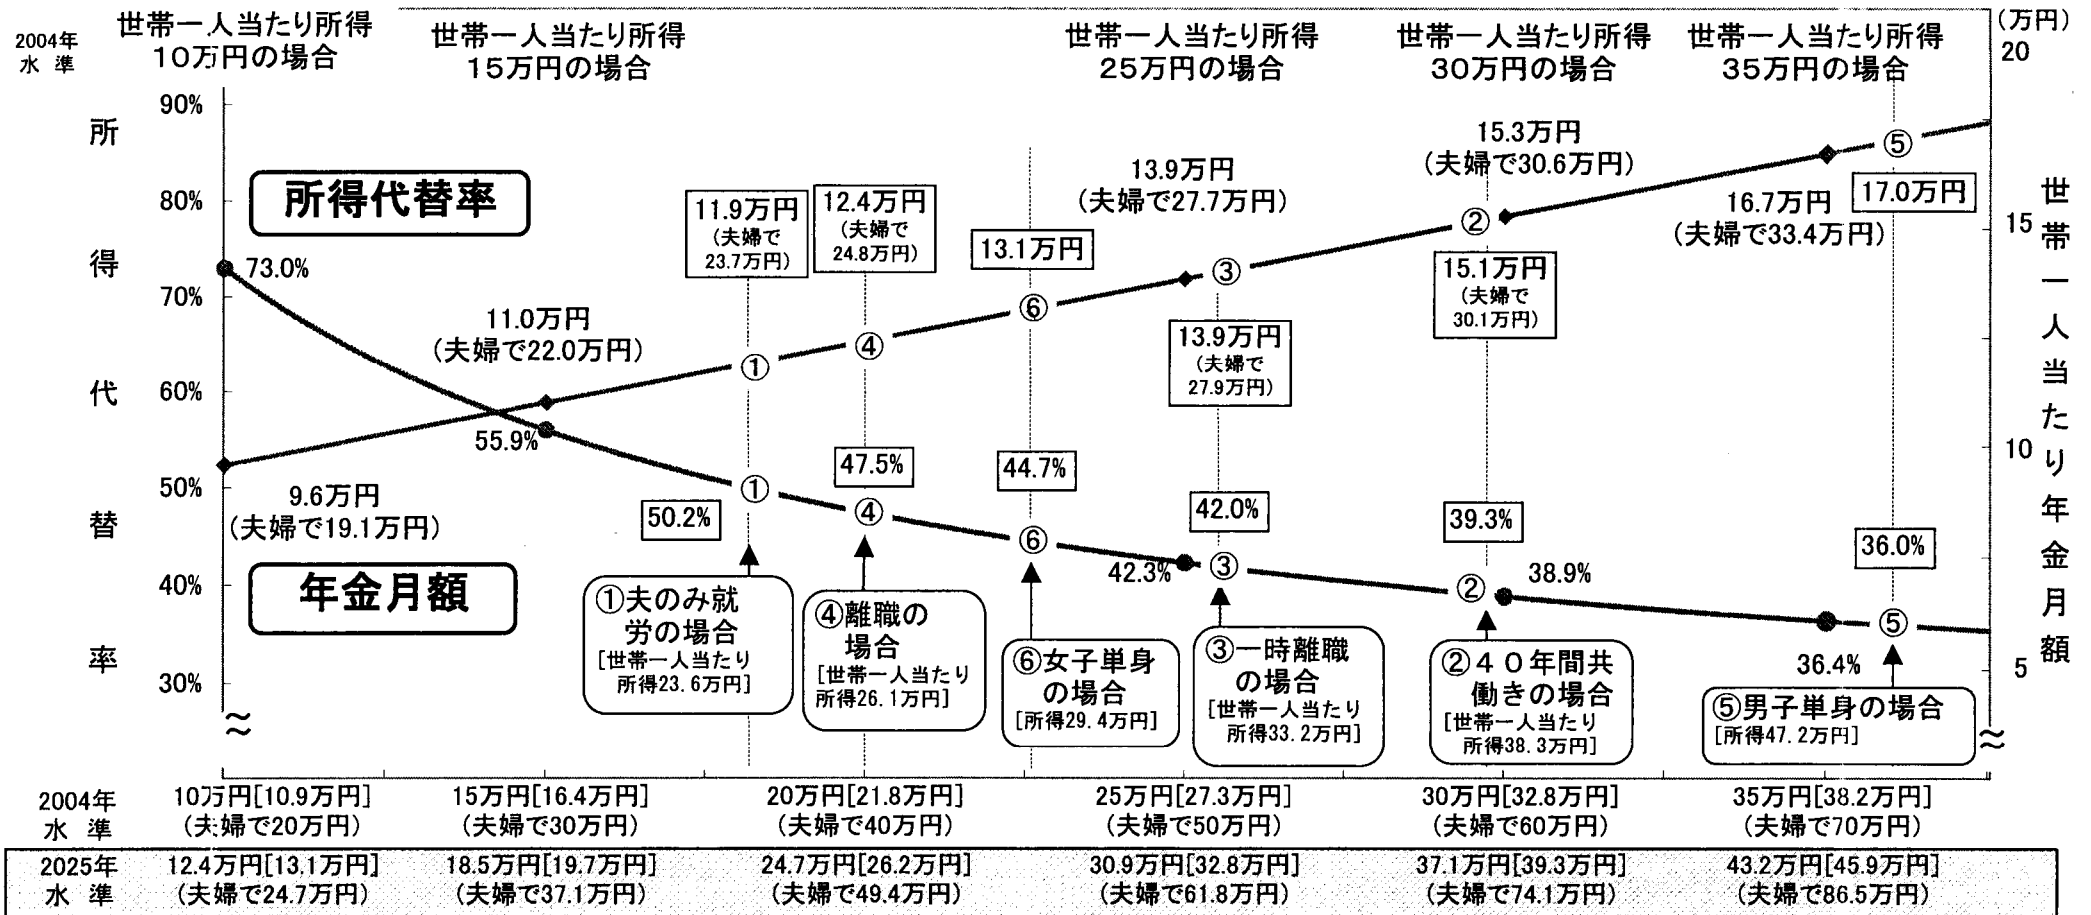 (万円)
20
15
10
5
2004年
水 準
世帯一人当たり所得
10万円の場合
世帯一人当たり所得
15万円の場合
世帯一人当たり所得
25万円の場合
世帯一人当たり所得
30万円の場合
世帯一人当たり所得
35万円の場合
所得代替率
90%
80%
70%
60%
50%
40%
30%
世帯一人当たり年金月額
所得代替率
年金月額
73.0%
9.6万円
(夫婦で19.1万円)
11.0万円
(夫婦で22.0万円)
55.9%
11.9万円
(夫婦で
23.7万円)
12.4万円
(夫婦で
24.8万円)
13.1万円
13.9万円
(夫婦で27.7万円)
13.9万円
(夫婦で
27.9万円)
15.3万円
(夫婦で30.6万円)
15.1万円
(夫婦で
30.1万円)
16.7万円
(夫婦で33.4万円)
17.0万円
①
④
⑥
③
②
⑤
50.2%
47.5%
44.7%
42.3%
42.0%
39.3%
38.9%
36.4%
36.0%
①
④
⑥
③
②
⑤
①夫のみ就
労の場合
[世帯一人当たり
所得23.6万円]
④離職の
場合
[世帯一人当たり
所得26.1万円]
⑥女子単身
の場合
[所得29.4万円]
③一時離職
の場合
[世帯一人当たり
所得33.2万円]
②40年間共
働きの場合
[世帯一人当たり
所得38.3万円]
⑤男子単身の場合
[所得47.2万円]
2004年
水 準
10万円[10.9万円]
(夫婦で20万円)
15万円[16.4万円]
(夫婦で30万円)
20万円[21.8万円]
(夫婦で40万円)
25万円[27.3万円]
(夫婦で50万円)
30万円[32.8万円]
(夫婦で60万円)
35万円[38.2万円]
(夫婦で70万円)
2025年
水 準
12.4万円[13.1万円]
(夫婦で24.7万円)
18.5万円[19.7万円]
(夫婦で37.1万円)
24.7万円[26.2万円]
(夫婦で49.4万円)
30.9万円[32.8万円]
(夫婦で61.8万円)
37.1万円[39.3万円]
(夫婦で74.1万円)
43.2万円[45.9万円]
(夫婦で86.5万円)